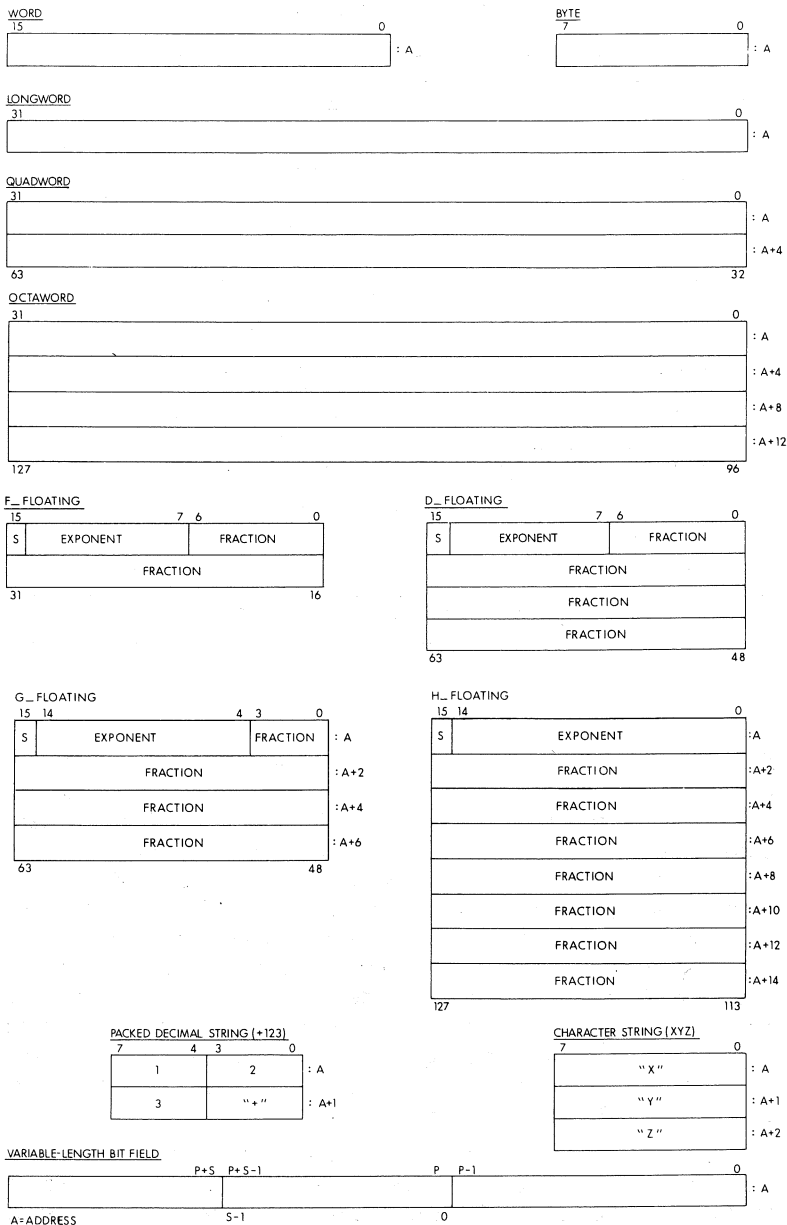 WORD
15 0
: A
BYTE
7 0
: A
LONGWORD
31 0
: A
QUADWORD
31 0
: A
: A+4
63 32
OCTAWORD
31 0
: A
: A+4
: A+8
: A+12
127 96
F_FLOATING
15 7 6 0
S EXPONENT FRACTION
FRACTION
31 16
D_FLOATING
15 7 6 0
S EXPONENT FRACTION
FRACTION
FRACTION
FRACTION
63 48
G_FLOATING
15 14 4 3 0
S EXPONENT FRACTION : A
FRACTION : A+2
FRACTION : A+4
FRACTION : A+6
63 48
H_FLOATING
15 14 0
S EXPONENT :A
FRACTION :A+2
FRACTION :A+4
FRACTION :A+6
FRACTION :A+8
FRACTION :A+10
FRACTION :A+12
FRACTION :A+14
127 113
PACKED DECIMAL STRING (+123)
7 4 3 0
1 2 : A
3 "+" : A+1
CHARACTER STRING (XYZ)
7 0
"X" : A
"Y" : A+1
"Z" : A+2
VARIABLE-LENGTH BIT FIELD
P+S P+S-1 P P-1 0
: A
A=ADDRESS S-1 0